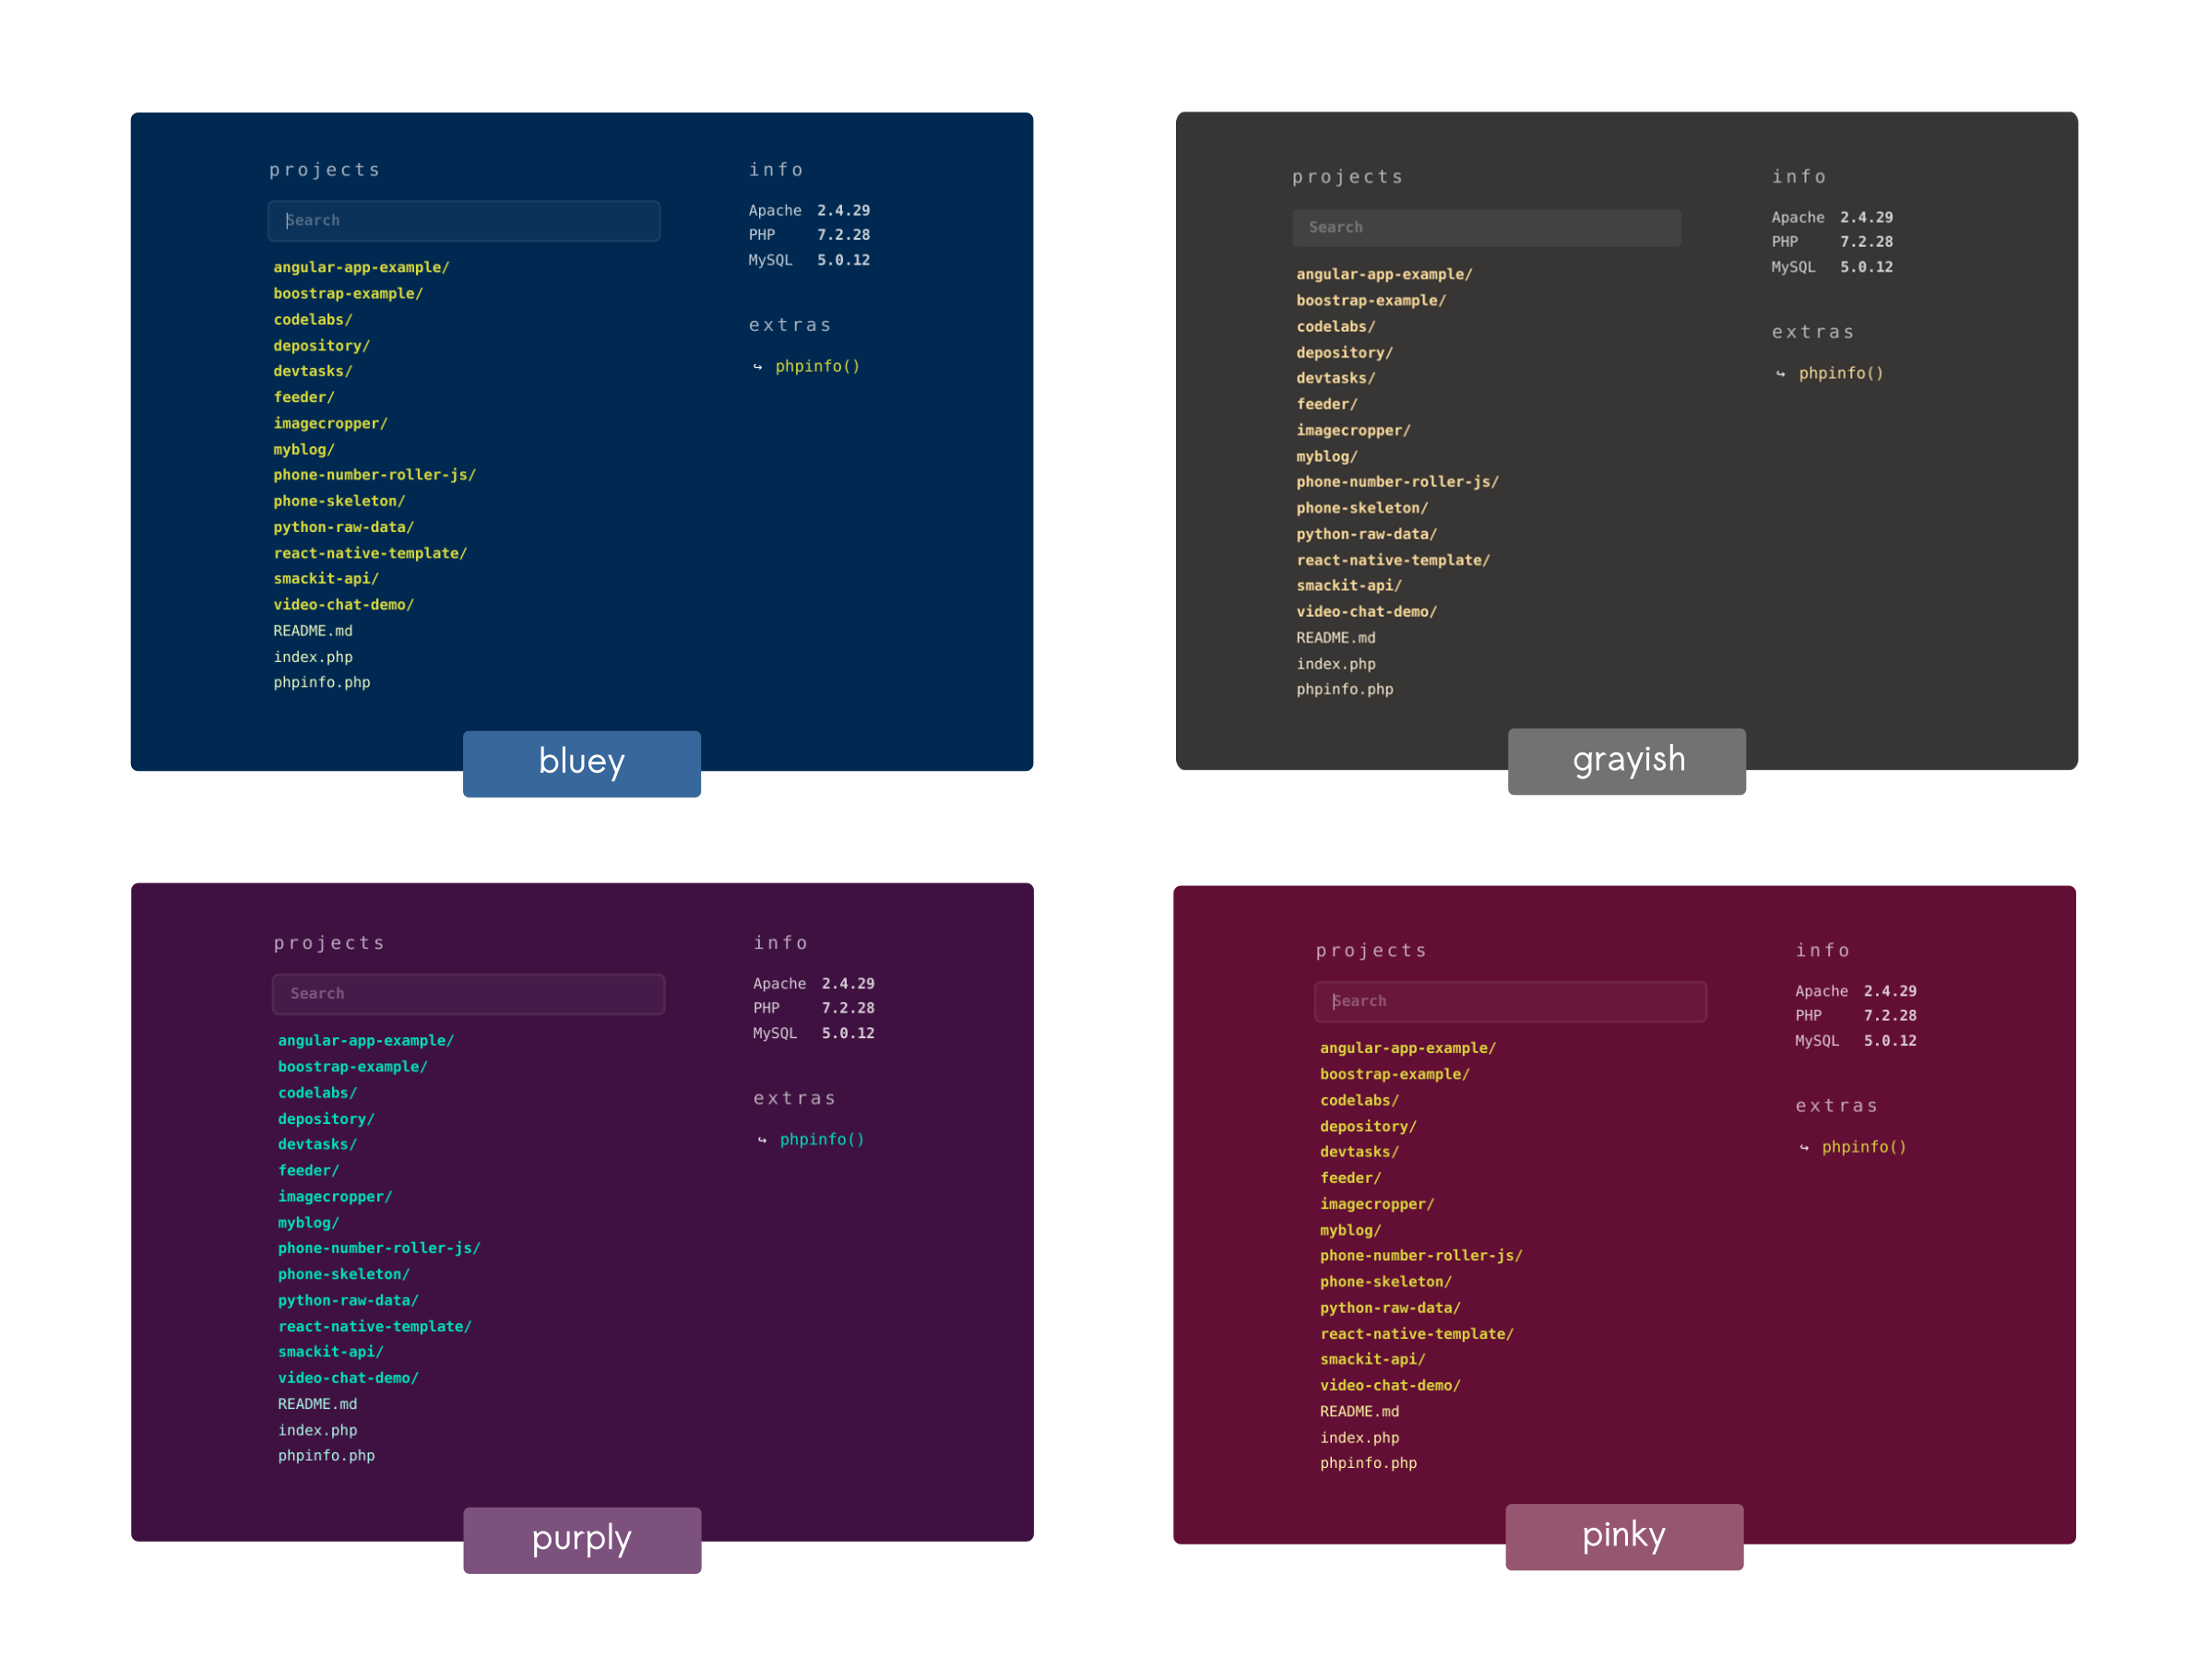 projects
Search
angular-app-example/
boostrap-example/
codelabs/
depository/
devtasks/
feeder/
imagecropper/
myblog/
phone-number-roller-js/
phone-skeleton/
python-raw-data/
react-native-template/
smackit-api/
video-chat-demo/
README.md
index.php
phpinfo.php
info
Apache 2.4.29
PHP 7.2.28
MySQL 5.0.12
extras
↪ phpinfo()
bluey
projects
Search
angular-app-example/
boostrap-example/
codelabs/
depository/
devtasks/
feeder/
imagecropper/
myblog/
phone-number-roller-js/
phone-skeleton/
python-raw-data/
react-native-template/
smackit-api/
video-chat-demo/
README.md
index.php
phpinfo.php
info
Apache 2.4.29
PHP 7.2.28
MySQL 5.0.12
extras
↪ phpinfo()
grayish
projects
Search
angular-app-example/
boostrap-example/
codelabs/
depository/
devtasks/
feeder/
imagecropper/
myblog/
phone-number-roller-js/
phone-skeleton/
python-raw-data/
react-native-template/
smackit-api/
video-chat-demo/
README.md
index.php
phpinfo.php
info
Apache 2.4.29
PHP 7.2.28
MySQL 5.0.12
extras
↪ phpinfo()
purply
projects
Search
angular-app-example/
boostrap-example/
codelabs/
depository/
devtasks/
feeder/
imagecropper/
myblog/
phone-number-roller-js/
phone-skeleton/
python-raw-data/
react-native-template/
smackit-api/
video-chat-demo/
README.md
index.php
phpinfo.php
info
Apache 2.4.29
PHP 7.2.28
MySQL 5.0.12
extras
↪ phpinfo()
pinky